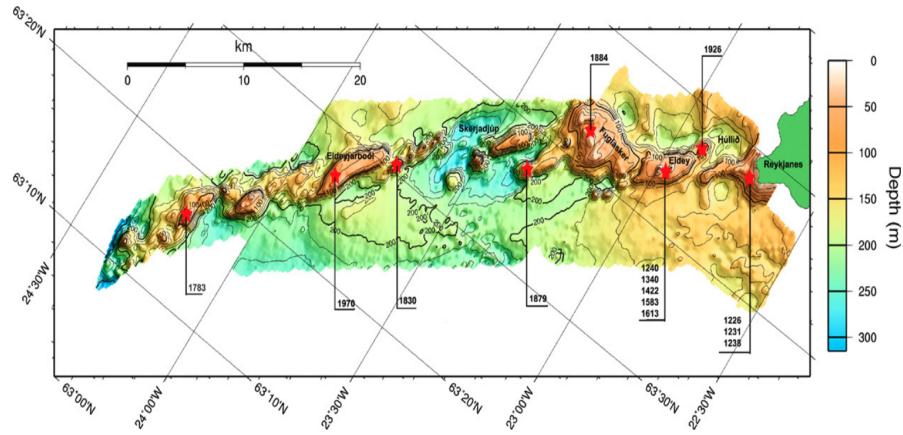 63°20'N
km
0 10 20
1884
1926
0
50
100
150
200
250
300
Depth (m)
Skerjadjúp
Fuglasker
Húllið
Eldeyjarboði
Eldey
Reykjanes
63°10'N
24°30'W
1783
1970
1830
1879
1240
1340
1422
1583
1613
1226
1231
1238
63°00'N
24°00'W
63°10'N
23°30'W
63°20'N
23°00'W
63°30'N
22°30'W